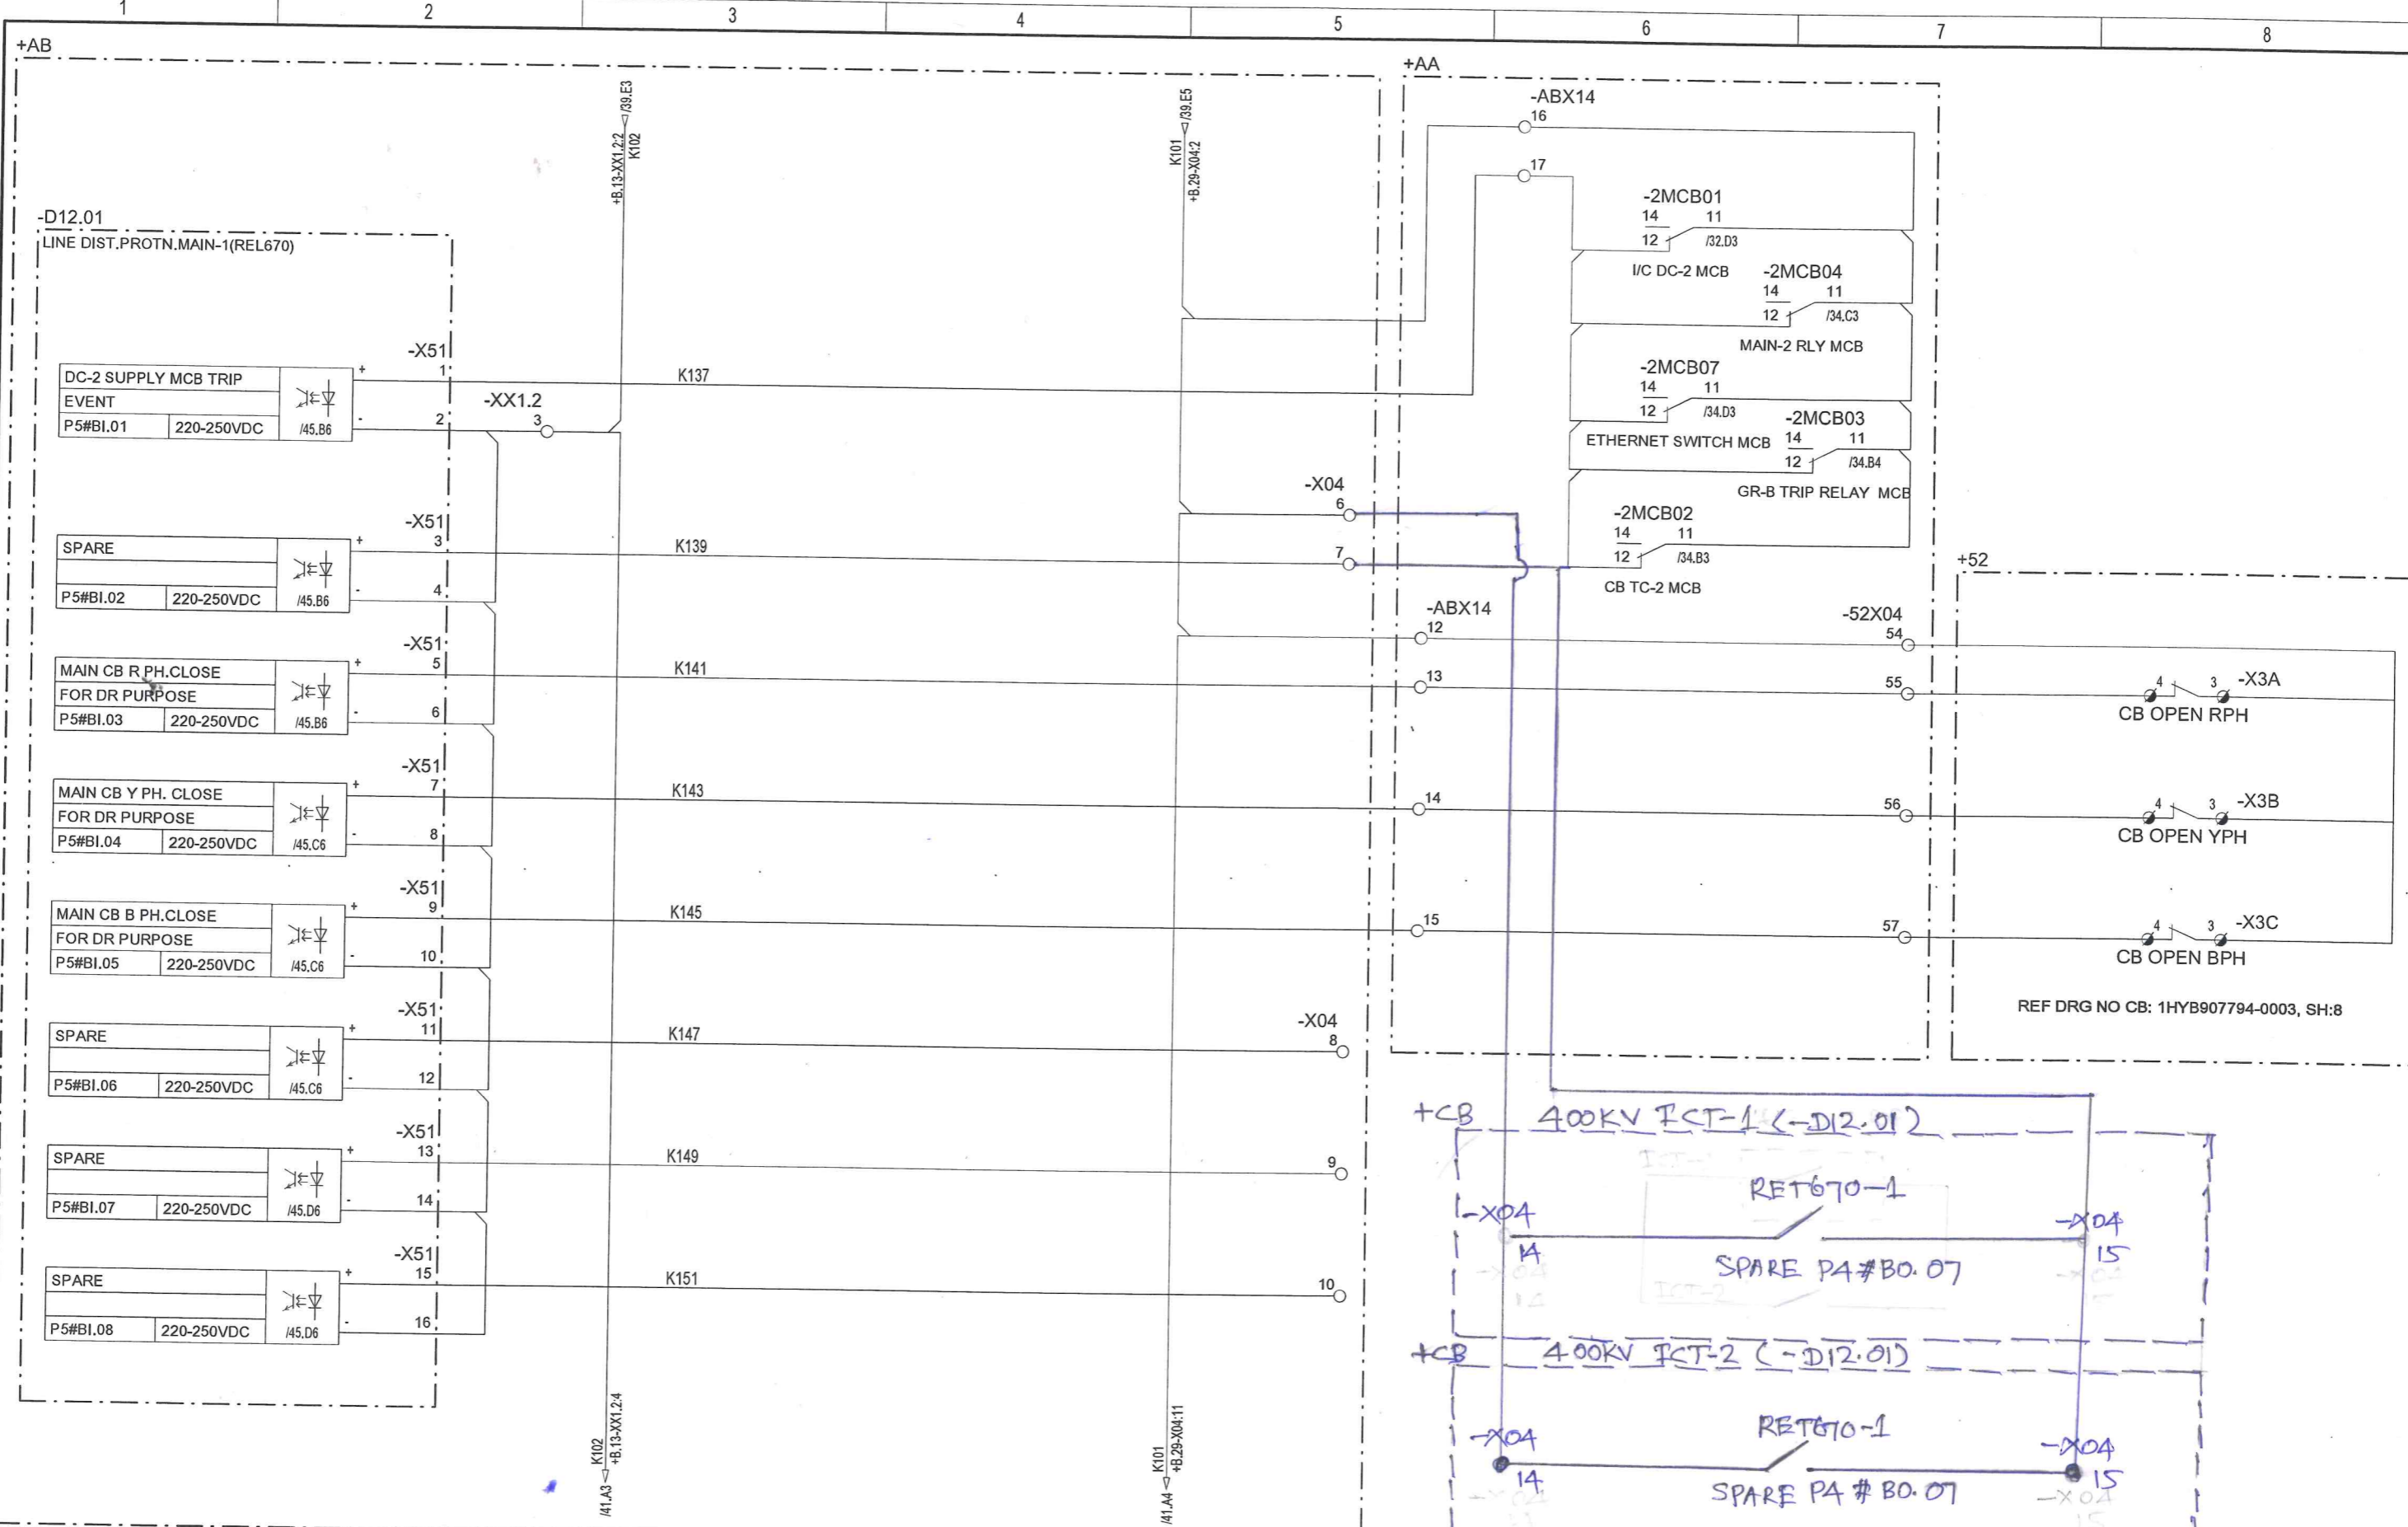 1 2 3 4 5 6 7 8
+AB
+AA
/39.E3
+B.13-XX1.2:2
K102
/39.E5
K101
+B.29-X04:2
-ABX14
16
17
-2MCB01
14 11
12 /32.D3
I/C DC-2 MCB
-2MCB04
14 11
12 /34.C3
MAIN-2 RLY MCB
-2MCB07
14 11
12 /34.D3
ETHERNET SWITCH MCB
-2MCB03
14 11
12 /34.B4
GR-B TRIP RELAY MCB
-2MCB02
14 11
12 /34.B3
CB TC-2 MCB
-D12.01
LINE DIST.PROTN.MAIN-1(REL670)
-X51
DC-2 SUPPLY MCB TRIP + 1 K137
EVENT
P5#BI.01 220-250VDC /45.B6 - 2
-XX1.2
3
-X04
6
-X51
SPARE + 3 K139 7
P5#BI.02 220-250VDC /45.B6 - 4
+52
-ABX14
12
-52X04
54
-X51
MAIN CB R PH.CLOSE + 5 K141 13 55 4 3 -X3A
FOR DR PURPOSE
CB OPEN RPH
P5#BI.03 220-250VDC /45.B6 - 6
-X51
MAIN CB Y PH. CLOSE + 7 K143 14 56 4 3 -X3B
FOR DR PURPOSE
CB OPEN YPH
P5#BI.04 220-250VDC /45.C6 - 8
-X51
MAIN CB B PH.CLOSE + 9 K145 15 57 4 3 -X3C
FOR DR PURPOSE
CB OPEN BPH
P5#BI.05 220-250VDC /45.C6 - 10
REF DRG NO CB: 1HYB907794-0003, SH:8
-X51
SPARE + 11 K147
-X04
8
P5#BI.06 220-250VDC /45.C6 - 12
-X51
SPARE + 13 K149 9
P5#BI.07 220-250VDC /45.D6 - 14
-X51
SPARE + 15 K151 10
P5#BI.08 220-250VDC /45.D6 - 16
K102
+B.13-XX1.2:4
/41.A3
K101
+B.29-X04:11
/41.A4
+CB 400KV ICT-1 (-D12.01)
RET670-1
-X04 -X04
14 15
SPARE P4#B0.07
+CB 400KV ICT-2 (-D12.01)
RET670-1
-X04 -X04
14 15
SPARE P4#B0.07